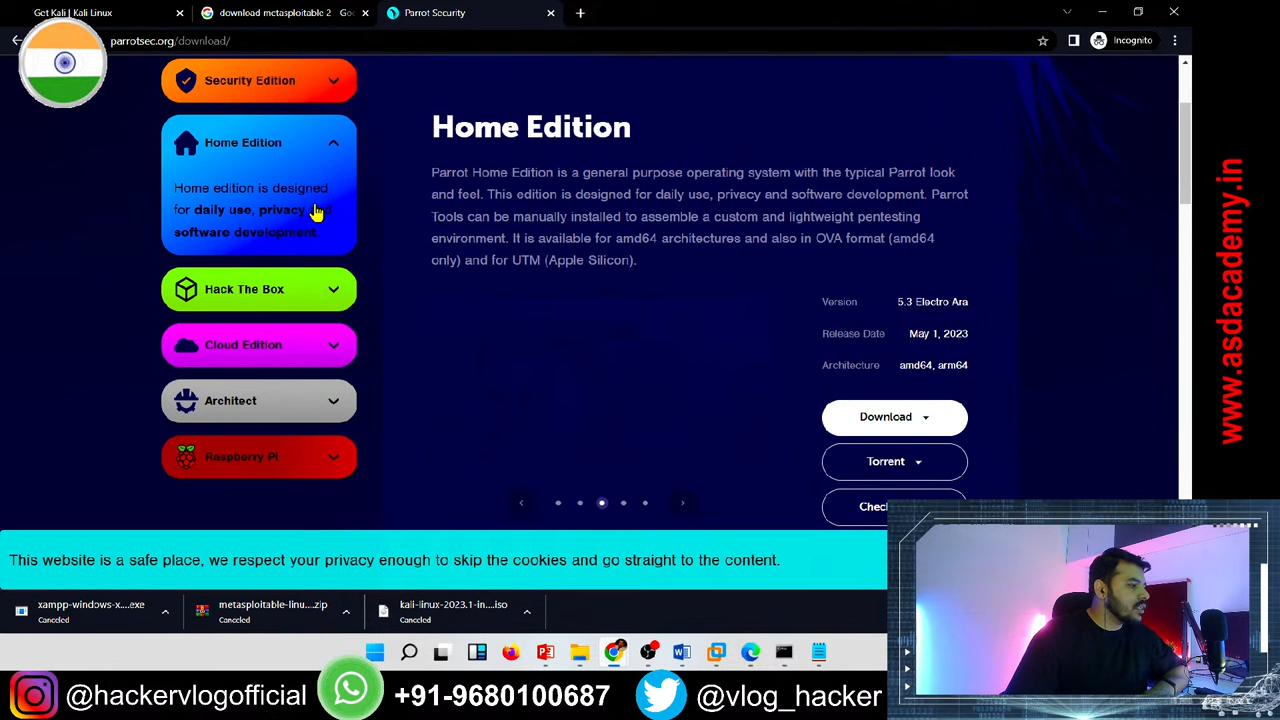 Get Kali | Kali Linux
download metasploitable 2 - Goo
Parrot Security
parrotsec.org/download/
Incognito
Security Edition
Home Edition
Home edition is designed
for daily use, privacy and
software development.
Hack The Box
Cloud Edition
Architect
Raspberry Pi
Home Edition
Parrot Home Edition is a general purpose operating system with the typical Parrot look
and feel. This edition is designed for daily use, privacy and software development. Parrot
Tools can be manually installed to assemble a custom and lightweight pentesting
environment. It is available for amd64 architectures and also in OVA format (amd64
only) and for UTM (Apple Silicon).
Version 5.3 Electro Ara
Release Date May 1, 2023
Architecture amd64, arm64
Download
Torrent
Chec
This website is a safe place, we respect your privacy enough to skip the cookies and go straight to the content.
xampp-windows-x....exe
Canceled
metasploitable-linu....zip
Canceled
kali-linux-2023.1-in....iso
Canceled
@hackervlogofficial
+91-9680100687
@vlog_hacker
www.asdacademy.in